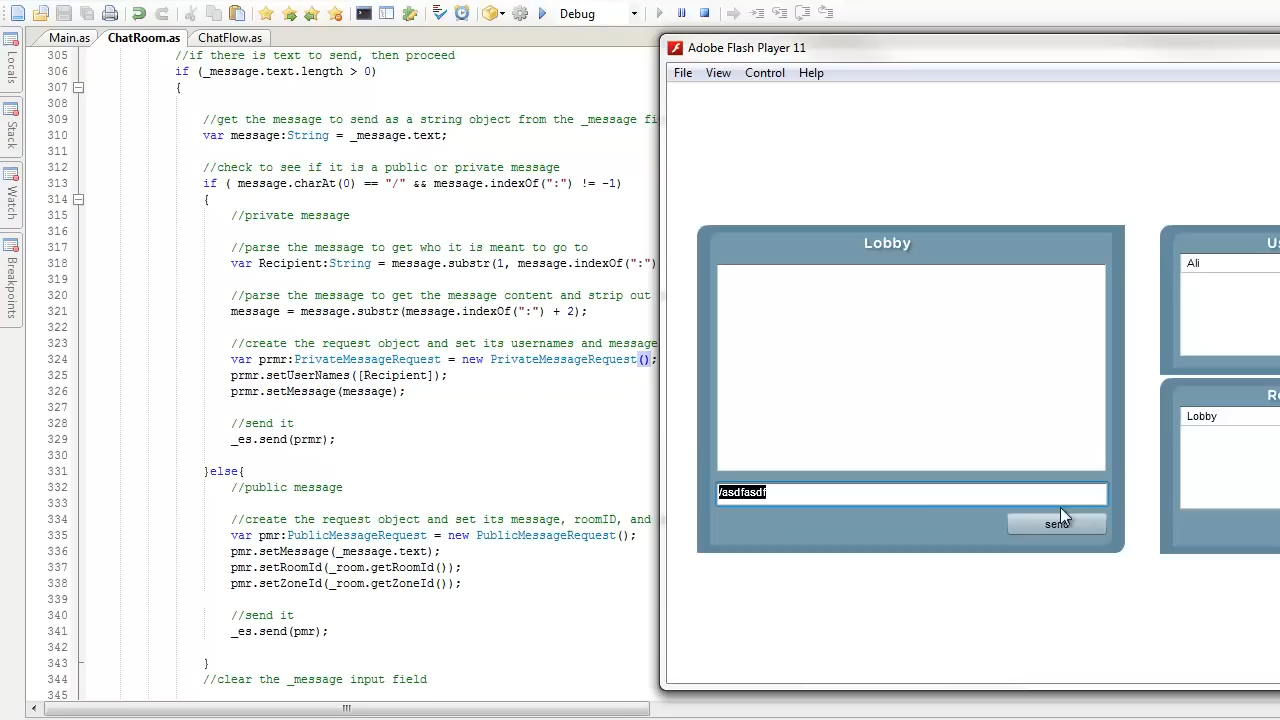 Debug
Main.as
ChatRoom.as
ChatFlow.as
Locals
Stack
Watch
Breakpoints
305 //if there is text to send, then proceed
306 if (_message.text.length > 0)
307 {
308
309 //get the message to send as a string object from the _message fi
310 var message:String = _message.text;
311
312 //check to see if it is a public or private message
313 if ( message.charAt(0) == "/" && message.indexOf(":") != -1)
314 {
315 //private message
316
317 //parse the message to get who it is meant to go to
318 var Recipient:String = message.substr(1, message.indexOf(":")
319
320 //parse the message to get the message content and strip out
321 message = message.substr(message.indexOf(":") + 2);
322
323 //create the request object and set its usernames and message
324 var prmr:PrivateMessageRequest = new PrivateMessageRequest();
325 prmr.setUserNames([Recipient]);
326 prmr.setMessage(message);
327
328 //send it
329 _es.send(prmr);
330
331 }else{
332 //public message
333
334 //create the request object and set its message, roomID, and
335 var pmr:PublicMessageRequest = new PublicMessageRequest();
336 pmr.setMessage(_message.text);
337 pmr.setRoomId(_room.getRoomId());
338 pmr.setZoneId(_room.getZoneId());
339
340 //send it
341 _es.send(pmr);
342
343 }
344 //clear the _message input field
345
Adobe Flash Player 11
File View Control Help
Lobby
/asdfasdf
send
Us
Ali
Ro
Lobby